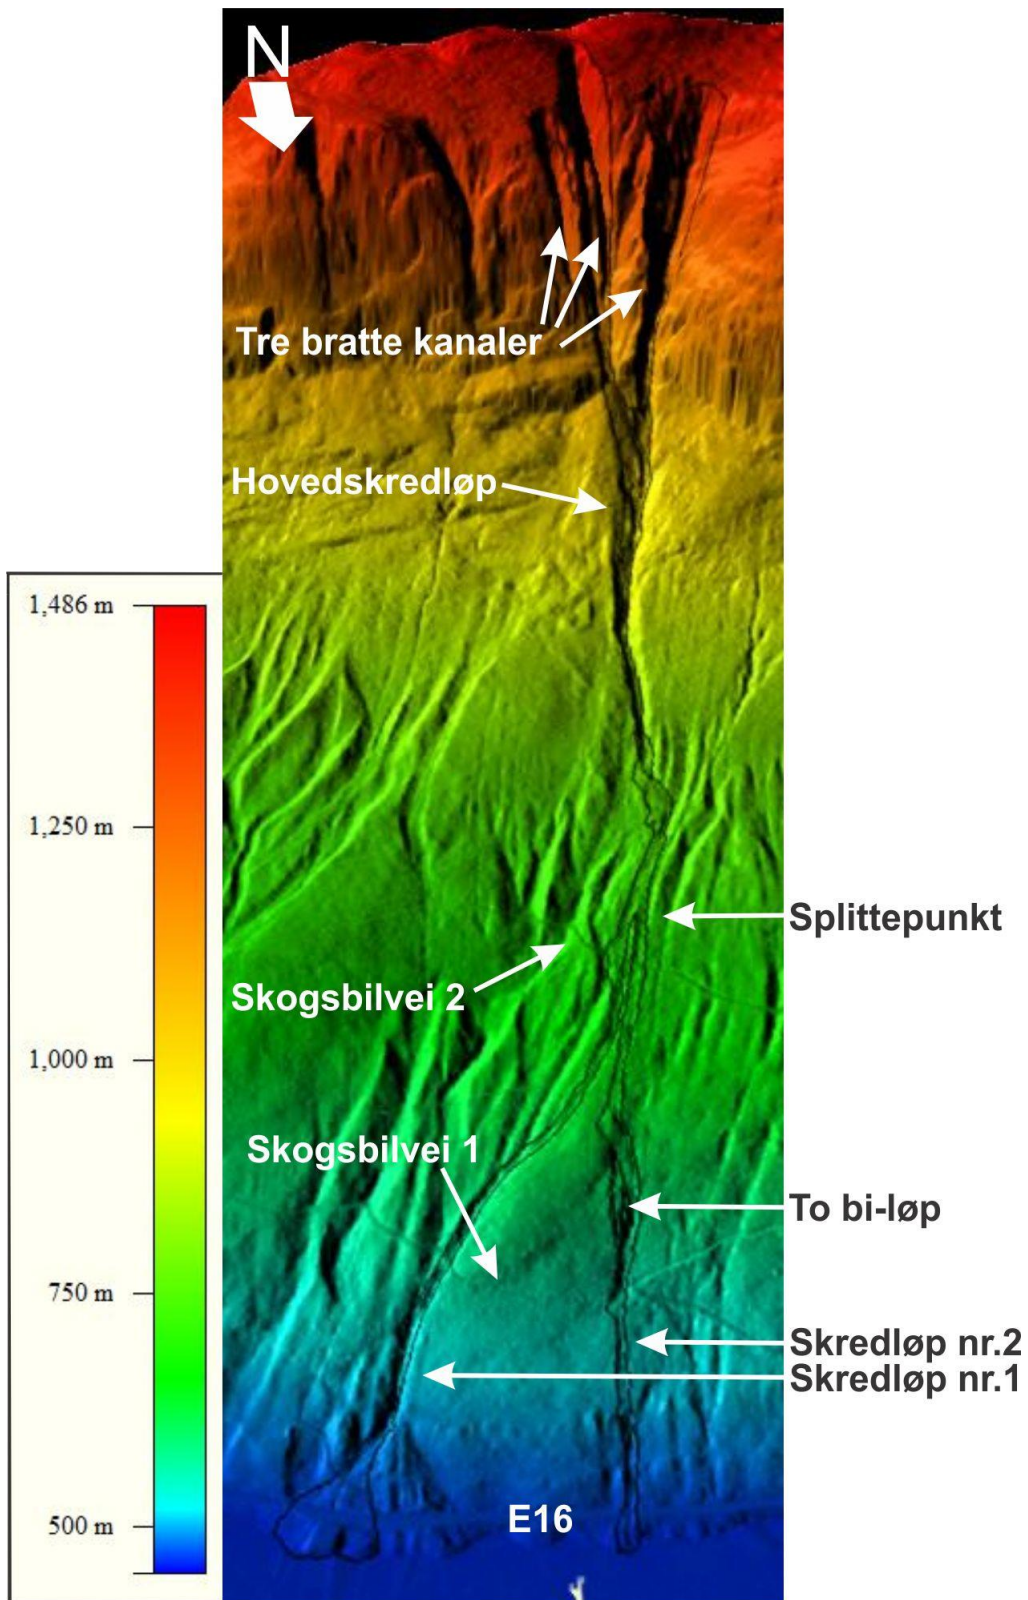 N
Tre bratte kanaler
Hovedskredløp
1,486 m
1,250 m
Splittepunkt
Skogsbilvei 2
1,000 m
Skogsbilvei 1
To bi-løp
750 m
Skredløp nr.2
Skredløp nr.1
E16
500 m